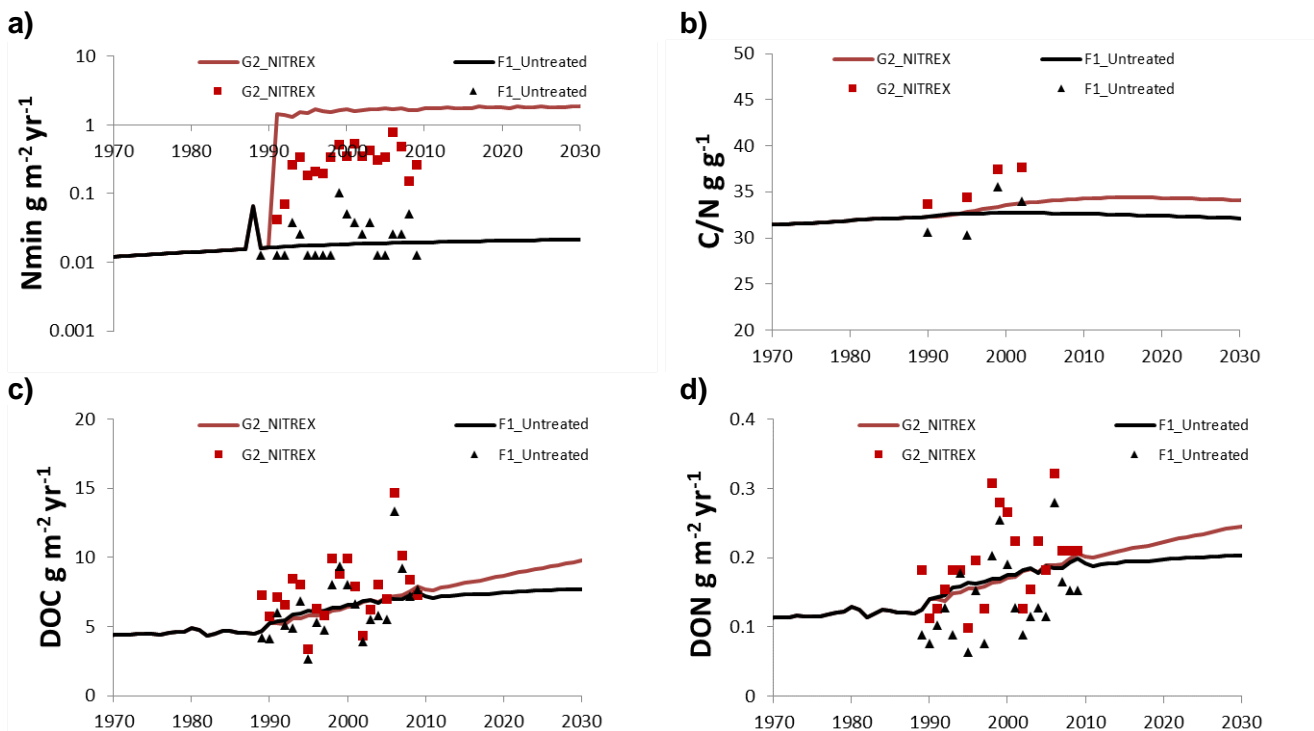 a)
G2_NITREX F1_Untreated
G2_NITREX F1_Untreated
Nmin g m⁻² yr⁻¹
10
1
0.1
0.01
0.001
1970 1980 1990 2000 2010 2020 2030
b)
G2_NITREX F1_Untreated
G2_NITREX F1_Untreated
C/N g g⁻¹
50
45
40
35
30
25
20
1970 1980 1990 2000 2010 2020 2030
c)
G2_NITREX F1_Untreated
G2_NITREX F1_Untreated
DOC g m⁻² yr⁻¹
20
15
10
5
0
1970 1980 1990 2000 2010 2020 2030
d)
G2_NITREX F1_Untreated
G2_NITREX F1_Untreated
DON g m⁻² yr⁻¹
0.4
0.3
0.2
0.1
0
1970 1980 1990 2000 2010 2020 2030